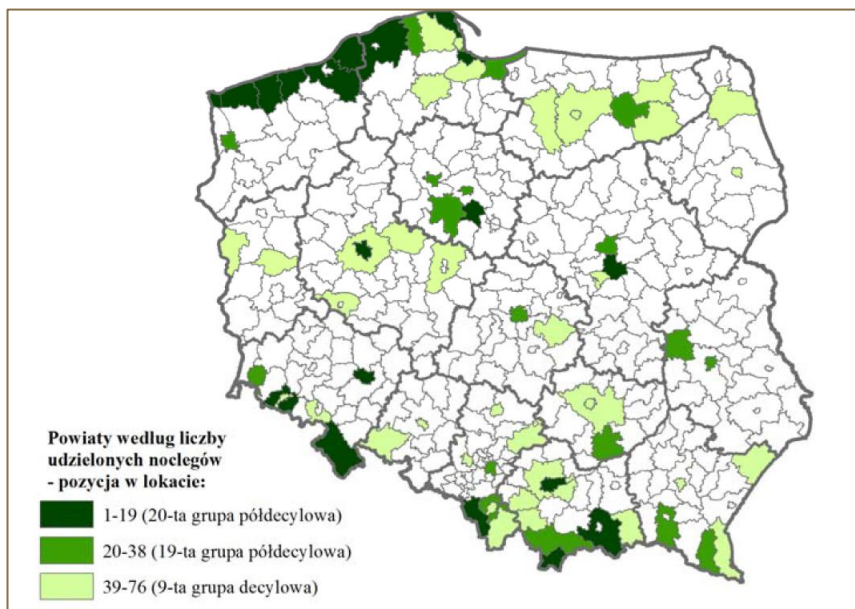 Powiaty według liczby
udzielonych noclegów
- pozycja w lokacie:
1-19 (20-ta grupa półdecylowa)
20-38 (19-ta grupa półdecylowa)
39-76 (9-ta grupa decylowa)